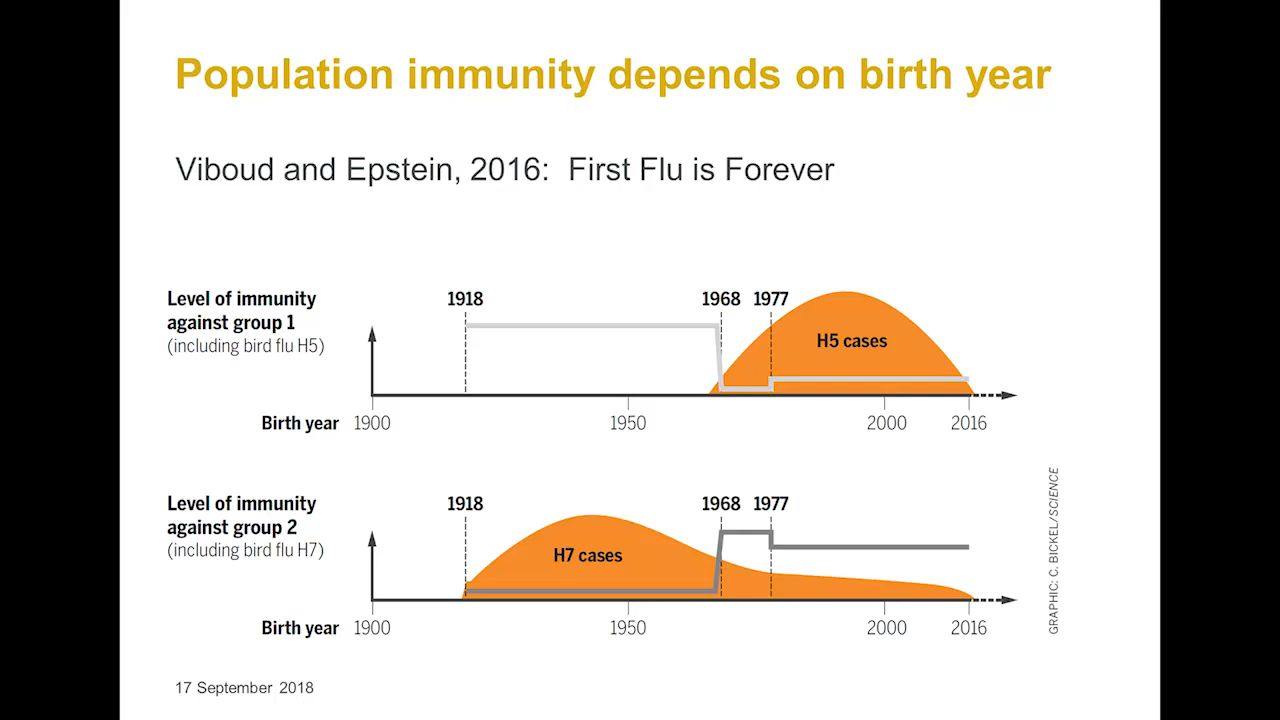 Population immunity depends on birth year
Viboud and Epstein, 2016:  First Flu is Forever
Level of immunity
against group 1
(including bird flu H5)
1918
1968
1977
H5 cases
Birth year
1900
1950
2000
2016
Level of immunity
against group 2
(including bird flu H7)
1918
1968
1977
H7 cases
Birth year
1900
1950
2000
2016
GRAPHIC: C. BICKEL/SCIENCE
17 September 2018